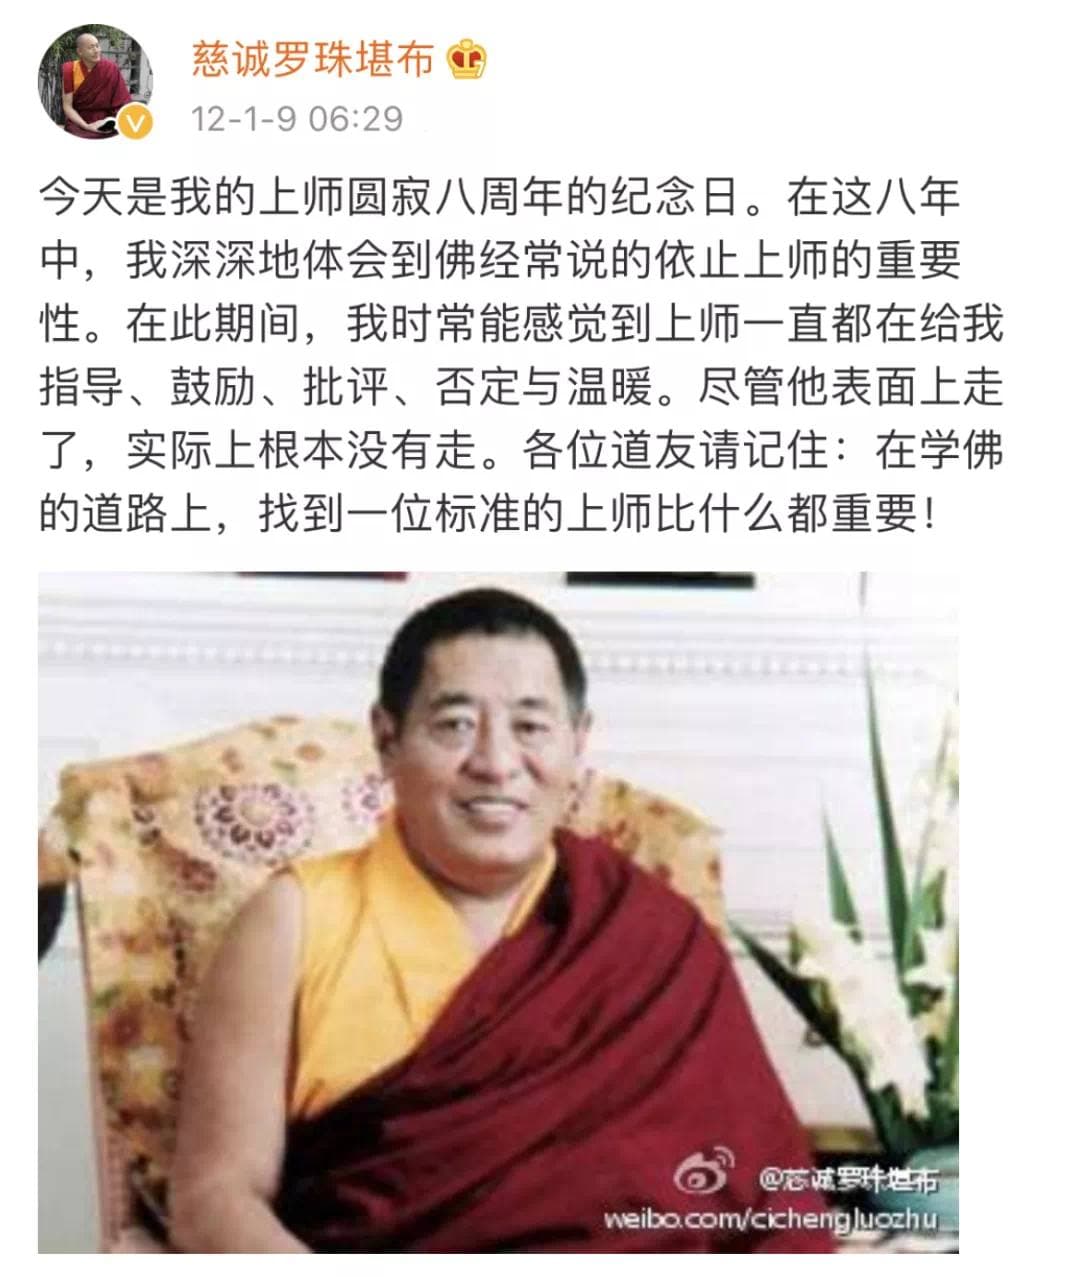 慈诚罗珠堪布
12-1-9 06:29
今天是我的上师圆寂八周年的纪念日。在这八年
中，我深深地体会到佛经常说的依止上师的重要
性。在此期间，我时常能感觉到上师一直都在给我
指导、鼓励、批评、否定与温暖。尽管他表面上走
了，实际上根本没有走。各位道友请记住：在学佛
的道路上，找到一位标准的上师比什么都重要！
@慈诚罗珠堪布
weibo.com/cichengluozhu